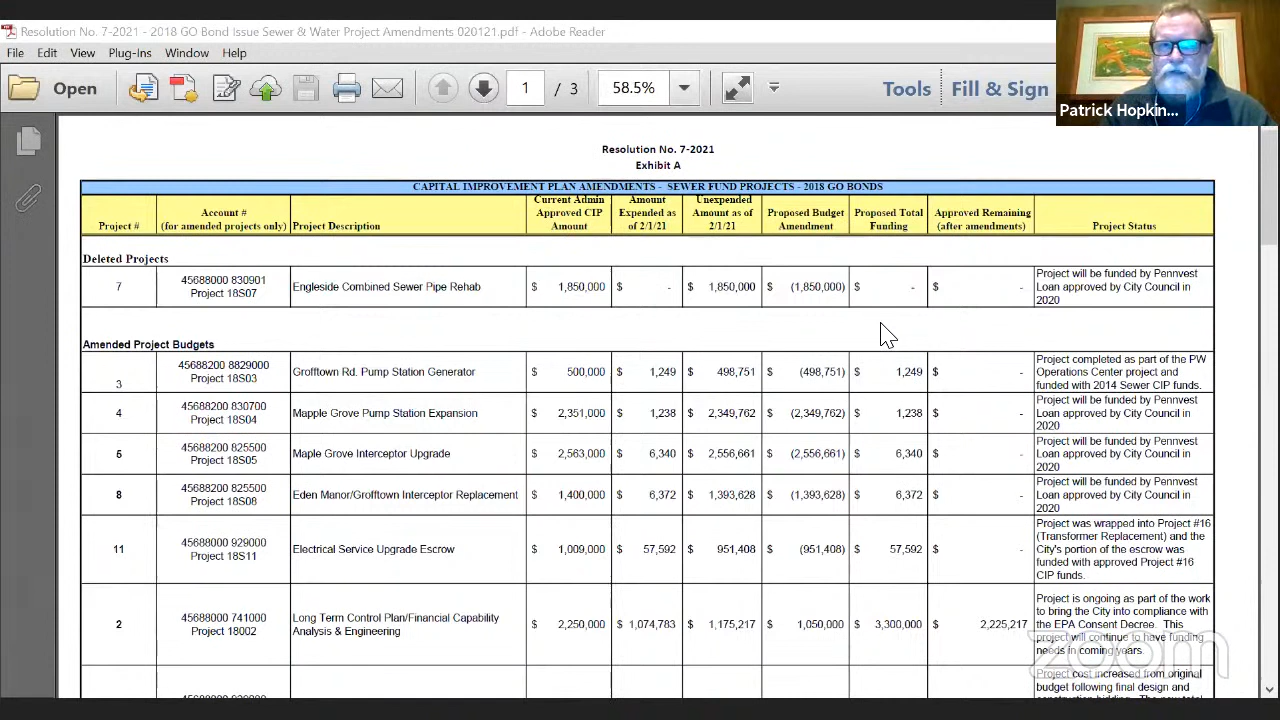 Resolution No. 7-2021 - 2018 GO Bond Issue Sewer & Water Project Amendments 020121.pdf - Adobe Reader
File Edit View Plug-Ins Window Help
Open 1 / 3 58.5% Tools Fill & Sign
Patrick Hopkin...
Resolution No. 7-2021
Exhibit A
CAPITAL IMPROVEMENT PLAN AMENDMENTS - SEWER FUND PROJECTS - 2018 GO BONDS
Project # Account # (for amended projects only) Project Description Current Admin Approved CIP Amount Amount Expended as of 2/1/21 Unexpended Amount as of 2/1/21 Proposed Budget Amendment Proposed Total Funding Approved Remaining (after amendments) Project Status
Deleted Projects
7 45688000 830901 Project 18S07 Engleside Combined Sewer Pipe Rehab $ 1,850,000 $ - $ 1,850,000 $ (1,850,000) $ - $ - Project will be funded by Pennvest Loan approved by City Council in 2020
Amended Project Budgets
3 45688200 8829000 Project 18S03 Grofftown Rd. Pump Station Generator $ 500,000 $ 1,249 $ 498,751 $ (498,751) $ 1,249 $ - Project completed as part of the PW Operations Center project and funded with 2014 Sewer CIP funds.
4 45688200 830700 Project 18S04 Mapple Grove Pump Station Expansion $ 2,351,000 $ 1,238 $ 2,349,762 $ (2,349,762) $ 1,238 $ - Project will be funded by Pennvest Loan approved by City Council in 2020
5 45688200 825500 Project 18S05 Maple Grove Interceptor Upgrade $ 2,563,000 $ 6,340 $ 2,556,661 $ (2,556,661) $ 6,340 $ - Project will be funded by Pennvest Loan approved by City Council in 2020
8 45688200 825500 Project 18S08 Eden Manor/Grofftown Interceptor Replacement $ 1,400,000 $ 6,372 $ 1,393,628 $ (1,393,628) $ 6,372 $ - Project will be funded by Pennvest Loan approved by City Council in 2020
11 45688000 929000 Project 18S11 Electrical Service Upgrade Escrow $ 1,009,000 $ 57,592 $ 951,408 $ (951,408) $ 57,592 $ - Project was wrapped into Project #16 (Transformer Replacement) and the City's portion of the escrow was funded with approved Project #16 CIP funds.
2 45688000 741000 Project 18002 Long Term Control Plan/Financial Capability Analysis & Engineering $ 2,250,000 $ 1,074,783 $ 1,175,217 $ 1,050,000 $ 3,300,000 2,225,217 Project is ongoing as part of the work to bring the City into compliance with the EPA Consent Decree. This project will continue to have funding needs in coming years.
Project cost increased from original
budget following final design and
zoom